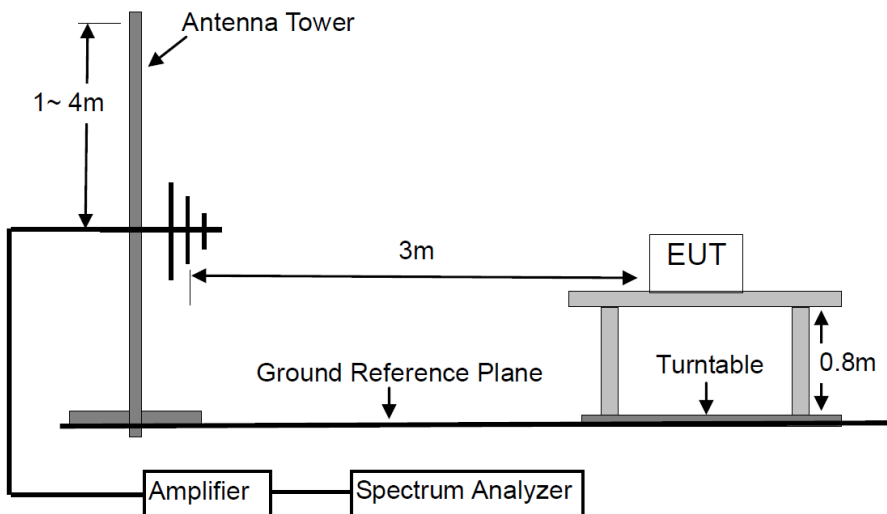 Antenna Tower
1~ 4m
3m
EUT
Ground Reference Plane
Turntable
0.8m
Amplifier
Spectrum Analyzer